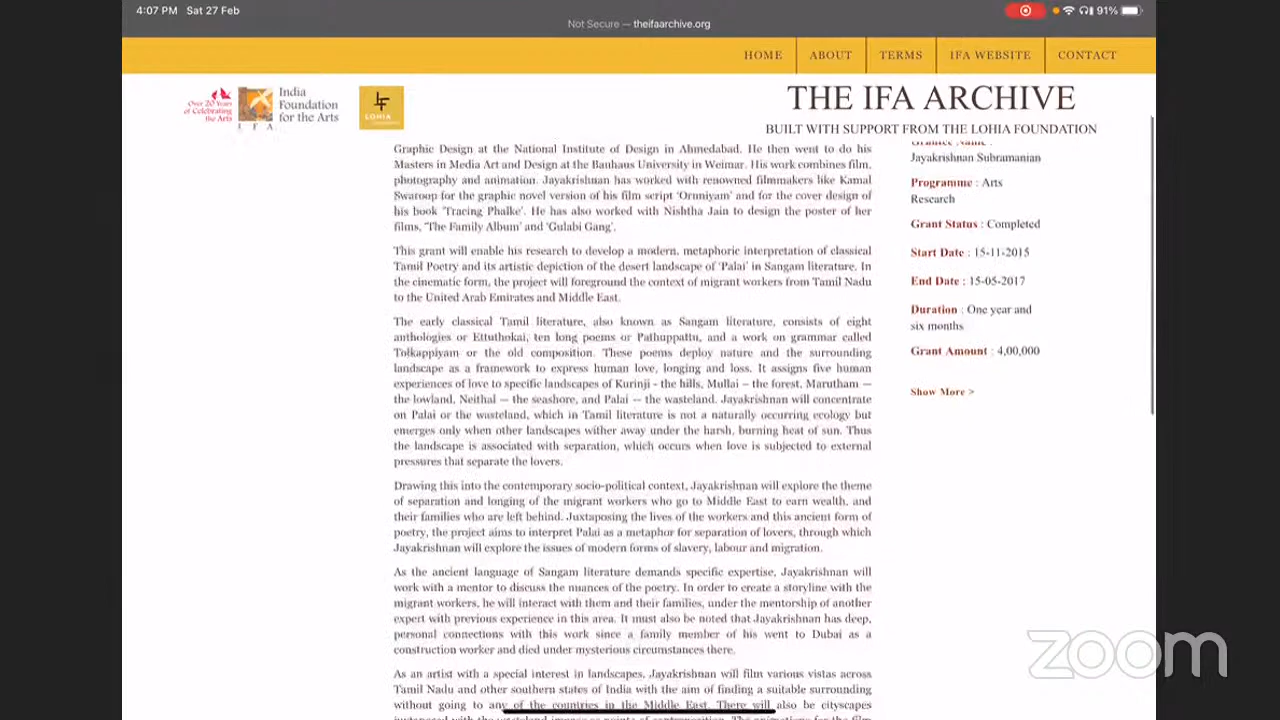 4:07 PM Sat 27 Feb
91%
Not Secure — theifaarchive.org
HOME ABOUT TERMS IFA WEBSITE CONTACT
Over 20 Years
of Celebrating
the Arts
India
Foundation
for the Arts
I F A
LF
LOHIA
THE IFA ARCHIVE
BUILT WITH SUPPORT FROM THE LOHIA FOUNDATION
Graphic Design at the National Institute of Design in Ahmedabad. He then went to do his
Masters in Media Art and Design at the Bauhaus University in Weimar. His work combines film,
photography and animation. Jayakrishnan has worked with renowned filmmakers like Kamal
Swaroop for the graphic novel version of his film script 'Omniyam' and for the cover design of
his book 'Tracing Phalke'. He has also worked with Nishtha Jain to design the poster of her
films, 'The Family Album' and 'Gulabi Gang'.
This grant will enable his research to develop a modern, metaphoric interpretation of classical
Tamil Poetry and its artistic depiction of the desert landscape of 'Palai' in Sangam literature. In
the cinematic form, the project will foreground the context of migrant workers from Tamil Nadu
to the United Arab Emirates and Middle East.
The early classical Tamil literature, also known as Sangam literature, consists of eight
anthologies or Ettuthokai, ten long poems or Pathuppattu, and a work on grammar called
Tolkappiyam or the old composition. These poems deploy nature and the surrounding
landscape as a framework to express human love, longing and loss. It assigns five human
experiences of love to specific landscapes of Kurinji - the hills, Mullai – the forest, Marutham —
the lowland, Neithal — the seashore, and Palai — the wasteland. Jayakrishnan will concentrate
on Palai or the wasteland, which in Tamil literature is not a naturally occurring ecology but
emerges only when other landscapes wither away under the harsh, burning heat of sun. Thus
the landscape is associated with separation, which occurs when love is subjected to external
pressures that separate the lovers.
Drawing this into the contemporary socio-political context, Jayakrishnan will explore the theme
of separation and longing of the migrant workers who go to Middle East to earn wealth, and
their families who are left behind. Juxtaposing the lives of the workers and this ancient form of
poetry, the project aims to interpret Palai as a metaphor for separation of lovers, through which
Jayakrishnan will explore the issues of modern forms of slavery, labour and migration.
As the ancient language of Sangam literature demands specific expertise, Jayakrishnan will
work with a mentor to discuss the nuances of the poetry. In order to create a storyline with the
migrant workers, he will interact with them and their families, under the mentorship of another
expert with previous experience in this area. It must also be noted that Jayakrishnan has deep,
personal connections with this work since a family member of his went to Dubai as a
construction worker and died under mysterious circumstances there.
As an artist with a special interest in landscapes, Jayakrishnan will film various vistas across
Tamil Nadu and other southern states of India with the aim of finding a suitable surrounding
without going to any of the countries in the Middle East. There will also be cityscapes
Grantee Name :
Jayakrishnan Subramanian
Programme : Arts
Research
Grant Status : Completed
Start Date : 15-11-2015
End Date : 15-05-2017
Duration : One year and
six months
Grant Amount : 4,00,000
Show More >
zoom